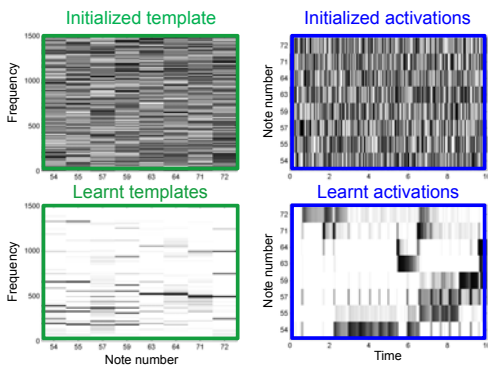 Initialized template
Initialized activations
Frequency
1500
1000
500
0
54 55 57 59 63 64 71 72
Note number
72
71
64
63
59
57
55
54
0 2 4 6 8 10
Learnt templates
Learnt activations
Frequency
1500
1000
500
0
54 55 57 59 63 64 71 72
Note number
Note number
72
71
64
63
59
57
55
54
0 2 4 6 8 10
Time